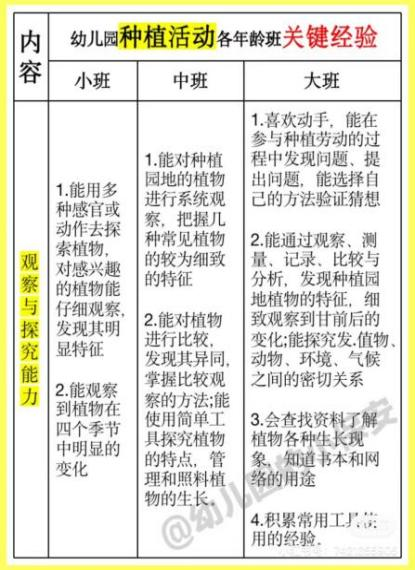 内容
幼儿园种植活动各年龄班关键经验
小班
中班
大班
观察与探究能力
1.能用多
种感官或
动作去探
索植物，
对感兴趣
的植物能
仔细观察，
发现其明
显特征
2.能观察
到植物在
四个季节
中明显的
变化
1.能对种植
园地的植物
进行系统观
察，把握几
种常见植物
的较为细致
的特征
2.能对植物
进行比较，
发现其异同，
掌握比较观
察的方法;能
使用简单工
具探究植物
的特点，管
理和照料植
物的生长.
1.喜欢动手，能在
参与种植劳动的过
程中发现问题、提
出问题，能选择自
己的方法验证猜想
2.能通过观察、测
量、记录、比较与
分析，发现种植园
地植物的特征，细
致观察到甘前后的
变化;能探究发.值物、
动物、环境、气候
之间的密切关系
3.会查找资料了解
植物各种生长现
象，知道书本和网
络的用途
4.积累常用工具使
用的经验.